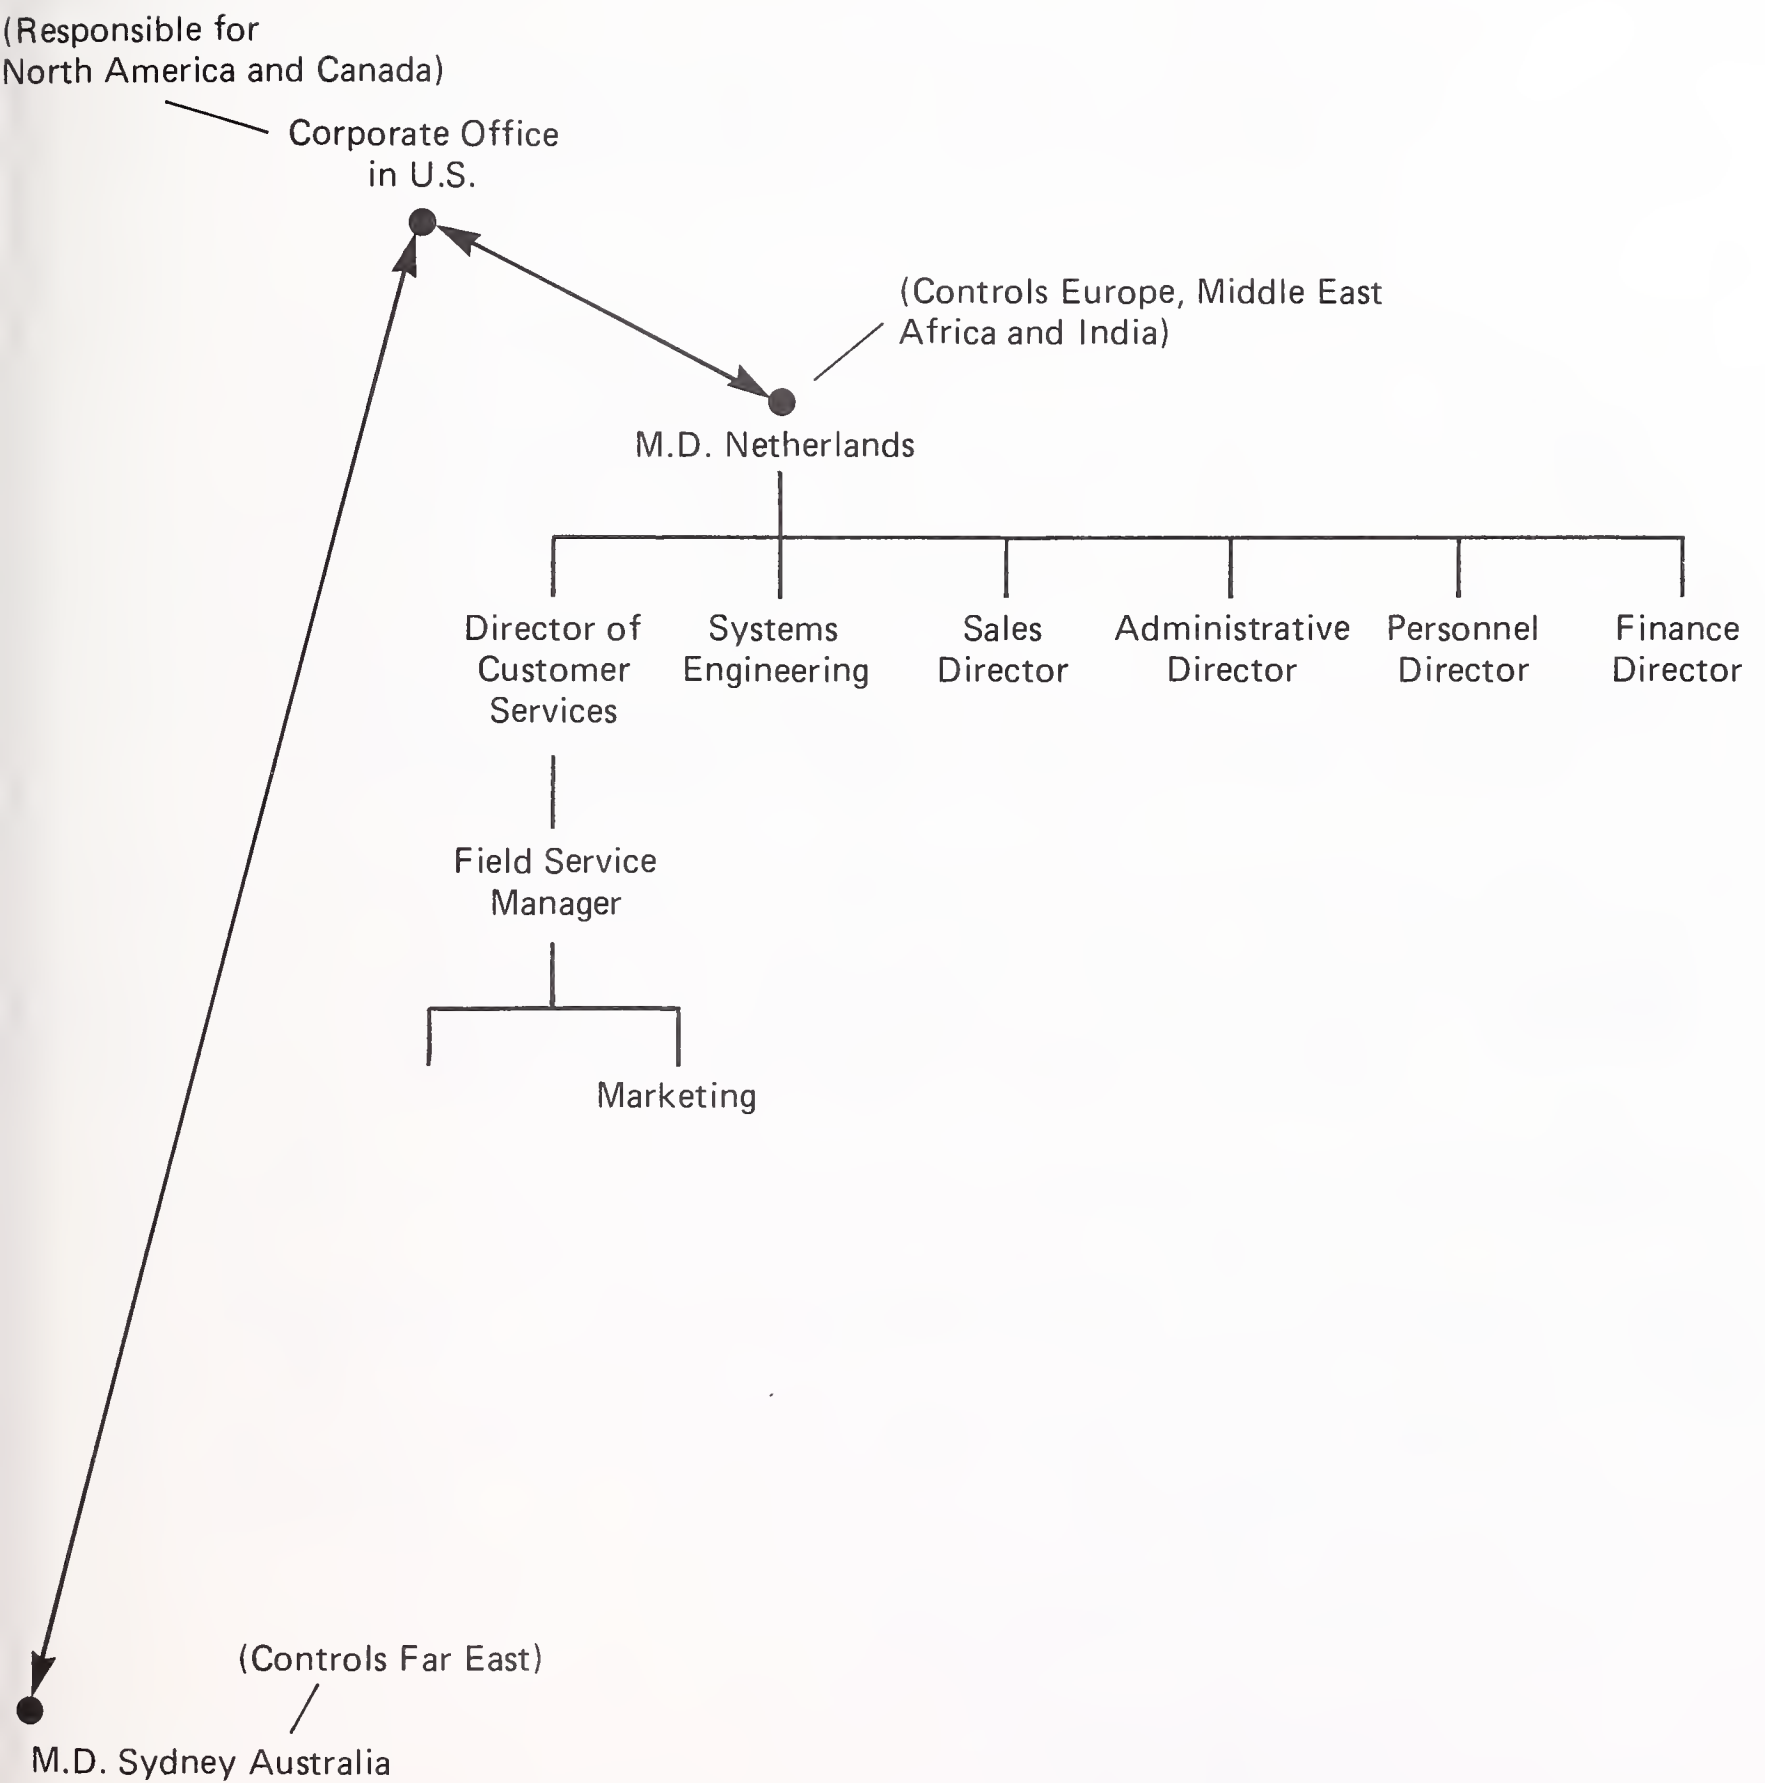 (Responsible for
North America and Canada)
Corporate Office
in U.S.
(Controls Europe, Middle East
Africa and India)
M.D. Netherlands
Director of
Customer
Services
Systems
Engineering
Sales
Director
Administrative
Director
Personnel
Director
Finance
Director
Field Service
Manager
Marketing
(Controls Far East)
M.D. Sydney Australia